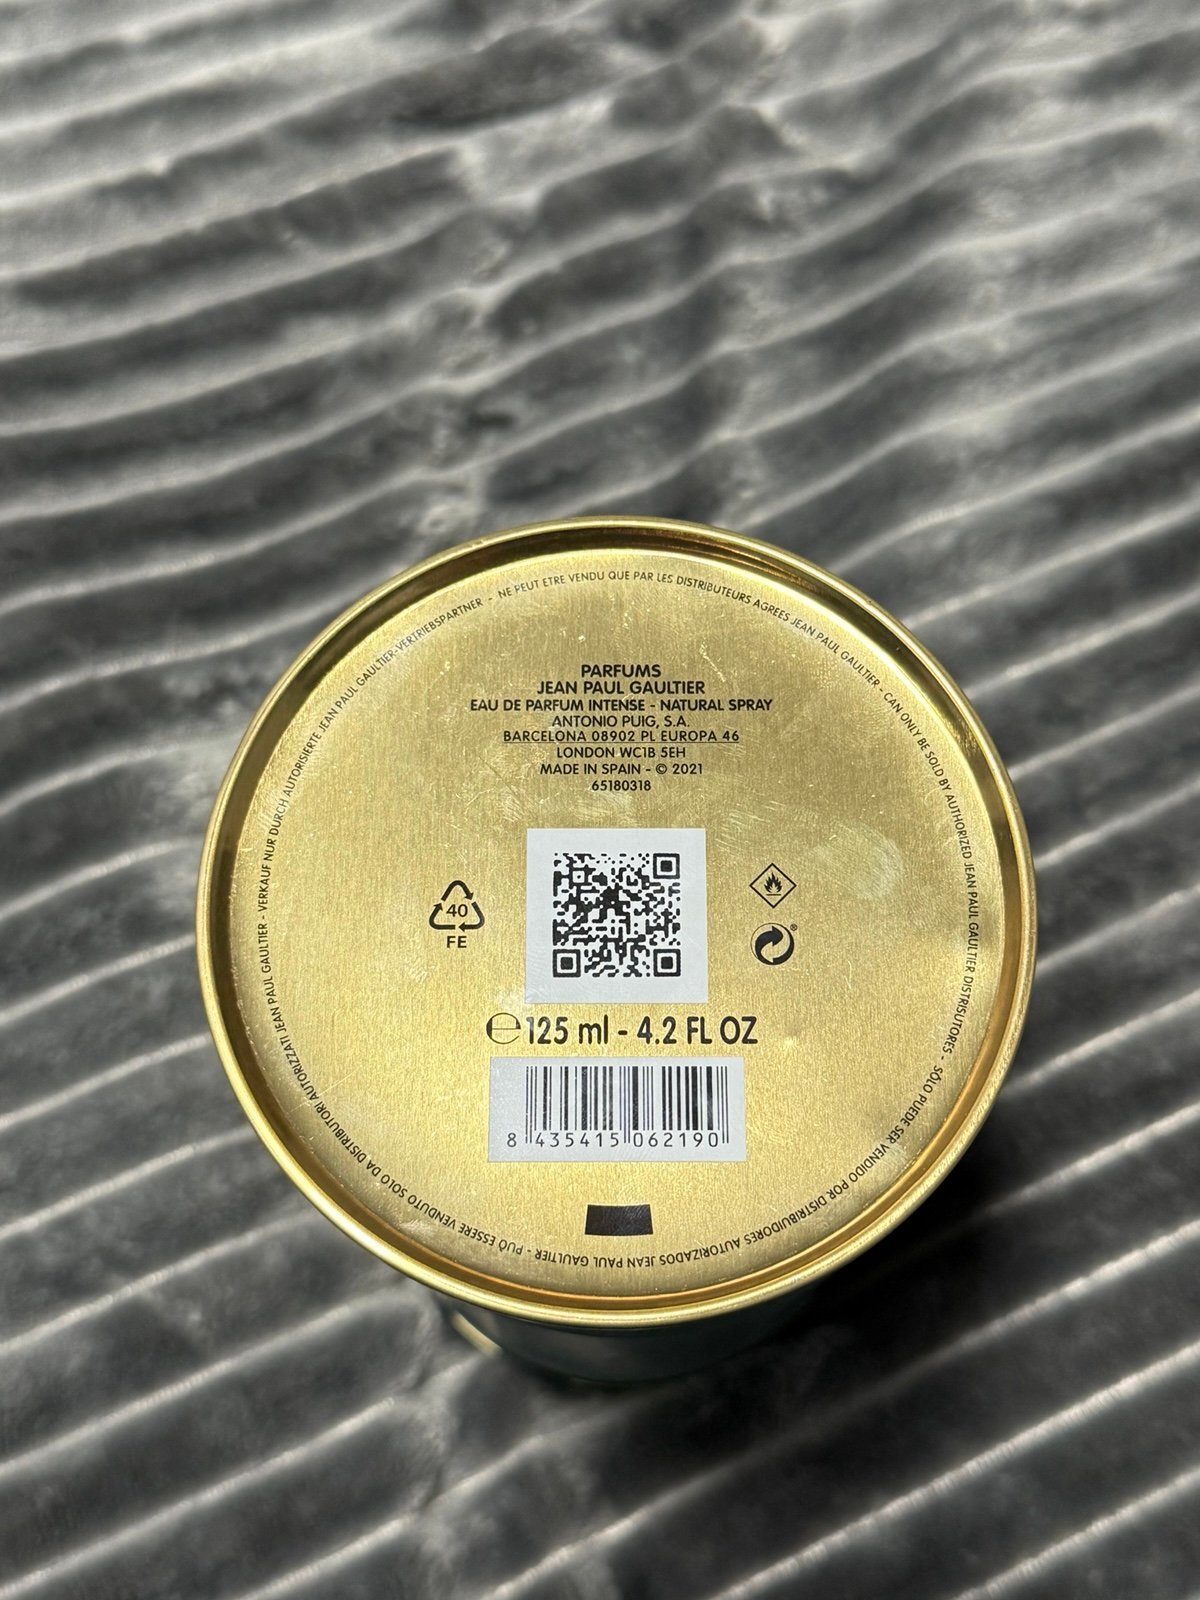 PARFUMS
JEAN PAUL GAULTIER
EAU DE PARFUM INTENSE - NATURAL SPRAY
ANTONIO PUIG, S.A.
BARCELONA 08902 PL EUROPA 46
LONDON WC1B 5EH
MADE IN SPAIN - © 2021
65180318
40
FE
℮ 125 ml - 4.2 FL OZ
8 435415 062190
NE PEUT ETRE VENDU QUE PAR LES DISTRIBUTEURS AGREES JEAN PAUL GAULTIER - CAN ONLY BE SOLD BY AUTHORIZED JEAN PAUL GAULTIER DISTRISUTORES - SÓLO PUEDE SER VENDIDO POR DISTRIBUIDORES AUTORIZADOS JEAN PAUL GAULTIER - PUÒ ESSERE VENDUTO SOLO DA DISTRIBUTORI AUTORIZZATI JEAN PAUL GAULTIER - VERKAUF NUR DURCH AUTORISIERTE JEAN PAUL GAULTIER-VERTRIEBSPARTNER -